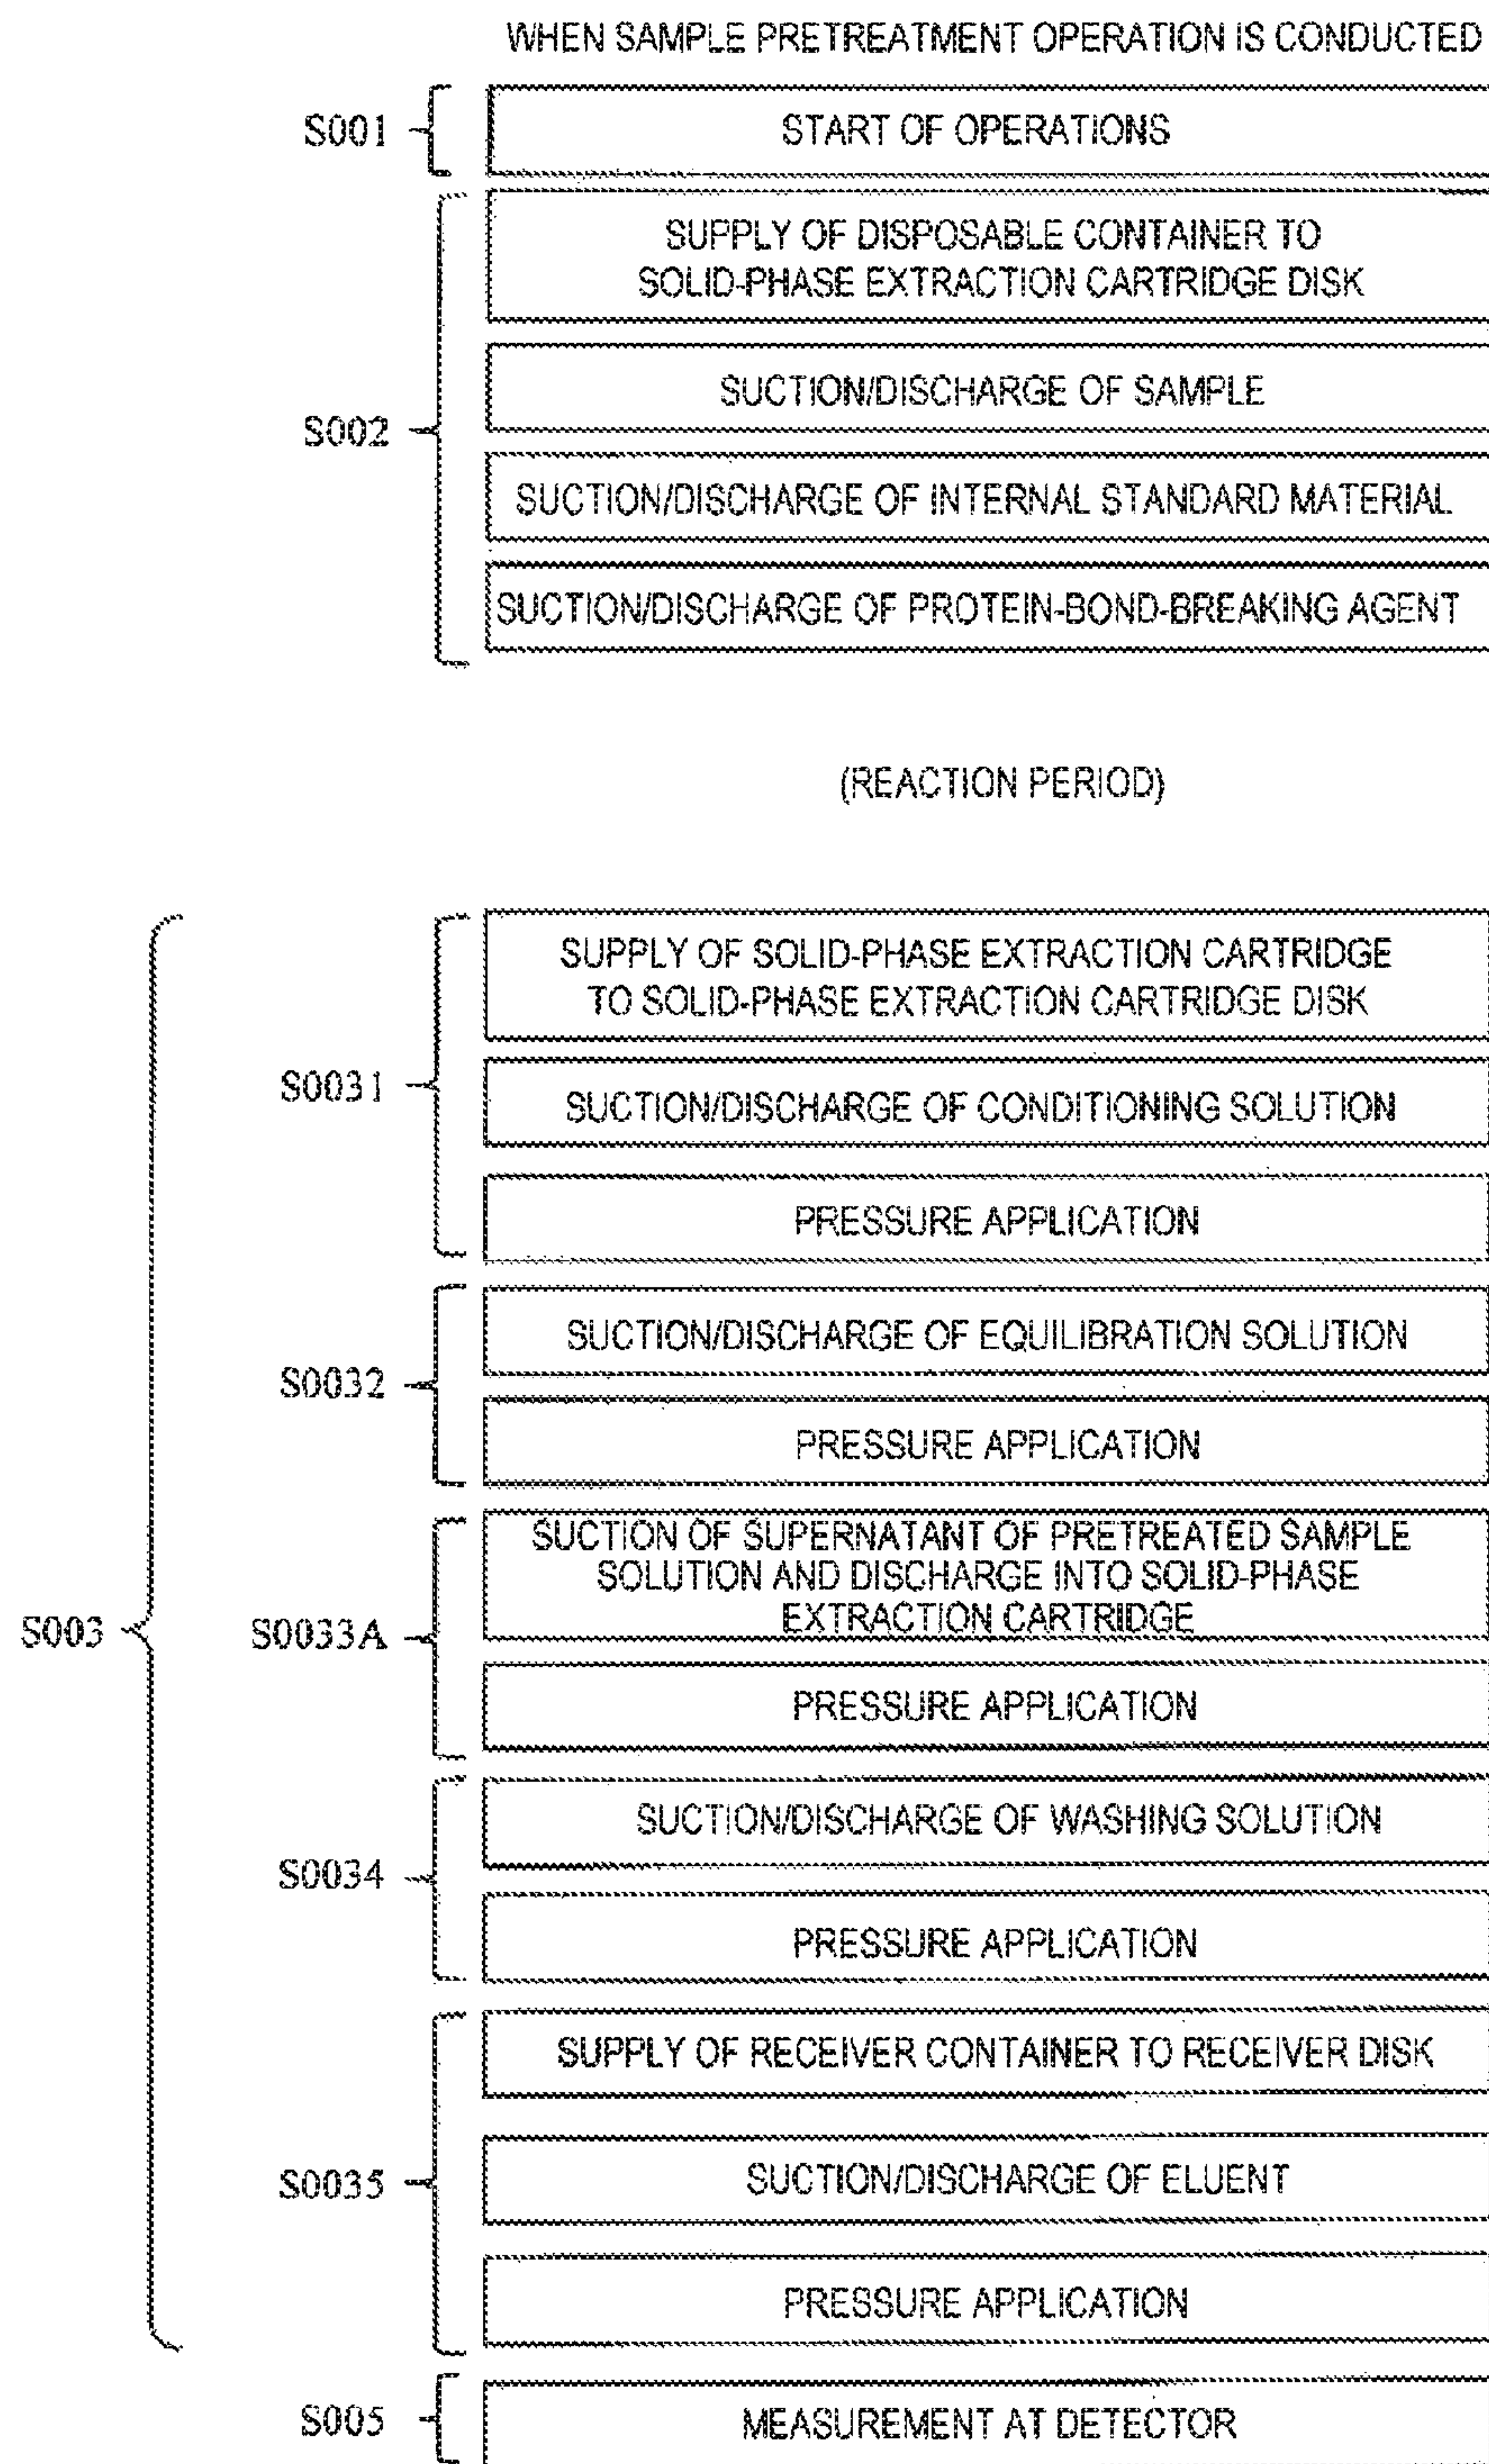 WHEN SAMPLE PRETREATMENT OPERATION IS CONDUCTED
S001
START OF OPERATIONS
S002
SUPPLY OF DISPOSABLE CONTAINER TO
SOLID-PHASE EXTRACTION CARTRIDGE DISK
SUCTION/DISCHARGE OF SAMPLE
SUCTION/DISCHARGE OF INTERNAL STANDARD MATERIAL
SUCTION/DISCHARGE OF PROTEIN-BOND-BREAKING AGENT
(REACTION PERIOD)
S003
S0031
SUPPLY OF SOLID-PHASE EXTRACTION CARTRIDGE
TO SOLID-PHASE EXTRACTION CARTRIDGE DISK
SUCTION/DISCHARGE OF CONDITIONING SOLUTION
PRESSURE APPLICATION
S0032
SUCTION/DISCHARGE OF EQUILIBRATION SOLUTION
PRESSURE APPLICATION
S0033A
SUCTION OF SUPERNATANT OF PRETREATED SAMPLE
SOLUTION AND DISCHARGE INTO SOLID-PHASE
EXTRACTION CARTRIDGE
PRESSURE APPLICATION
S0034
SUCTION/DISCHARGE OF WASHING SOLUTION
PRESSURE APPLICATION
S0035
SUPPLY OF RECEIVER CONTAINER TO RECEIVER DISK
SUCTION/DISCHARGE OF ELUENT
PRESSURE APPLICATION
S005
MEASUREMENT AT DETECTOR